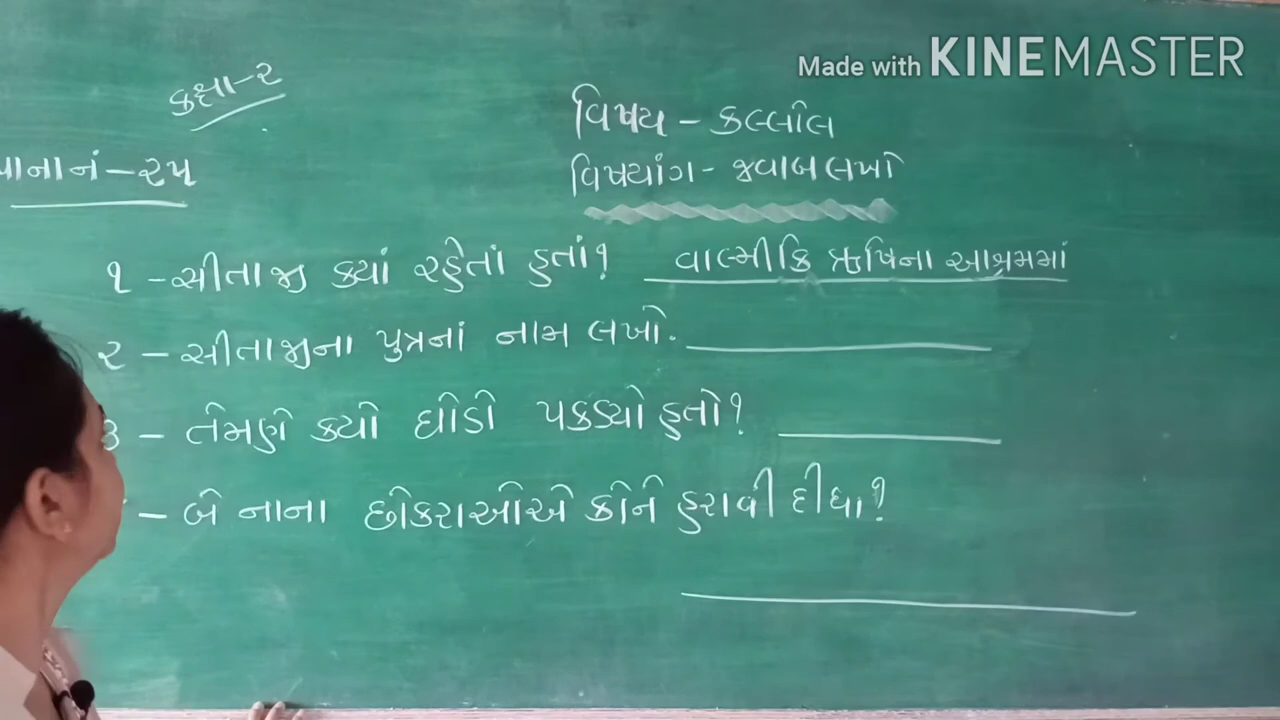 Made with KINEMASTER
કક્ષા-૨
વિષય - કલ્લોલ
પાના નં - ૨૫
વિષયાંગ - જવાબ લખો
૧ - સીતાજી ક્યાં રહેતાં હતાં? વાલ્મીકિ ઋષિના આશ્રમમાં
૨ - સીતાજીના પુત્રનાં નામ લખો.
૩ - તેમણે કયો ઘોડો પકડ્યો હતો?
- બે નાના છોકરાઓએ કોને હરાવી દીધા?